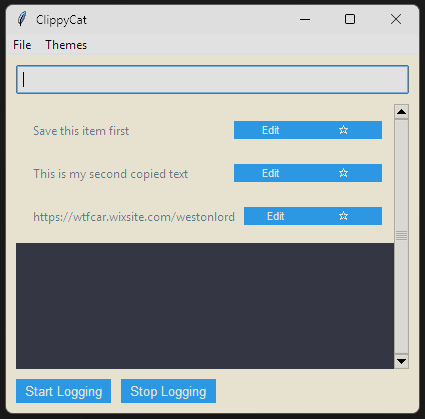 ClippyCat
File Themes
Save this item first Edit ☆
This is my second copied text Edit ☆
https://wtfcar.wixsite.com/westonlord Edit ☆
Start Logging Stop Logging